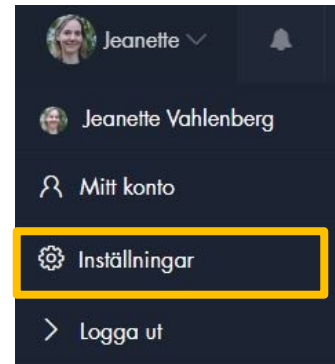 Jeanette
Jeanette Vahlenberg
Mitt konto
Inställningar
Logga ut